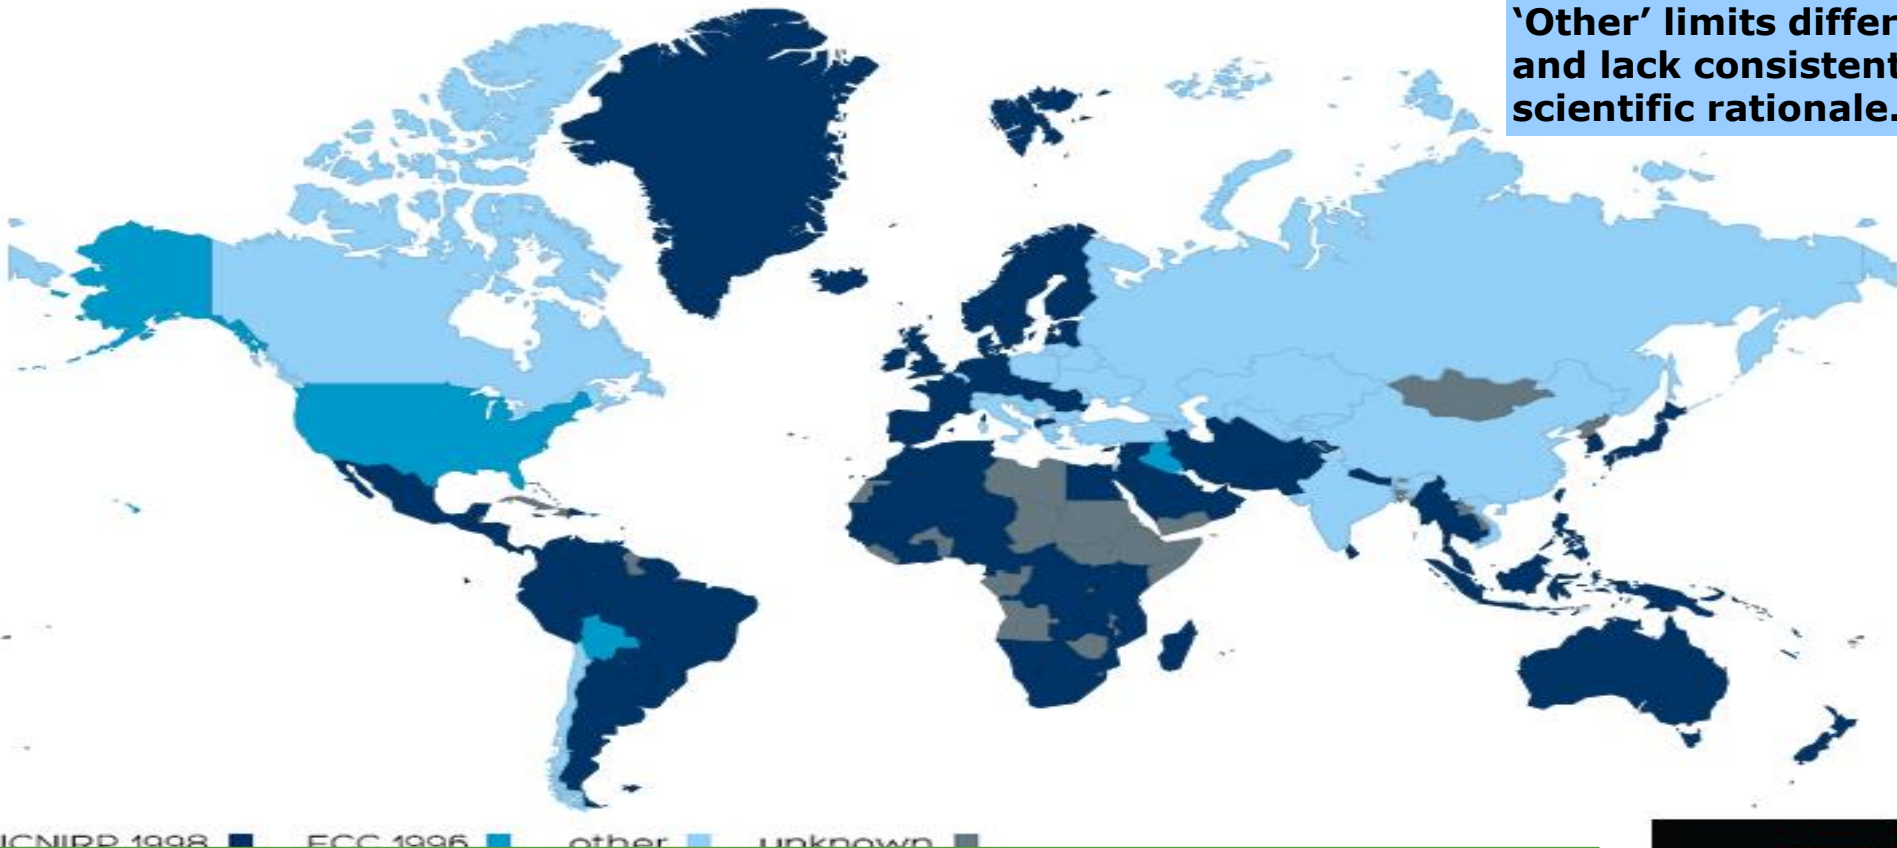 ‘Other’ limits differ
and lack consistent
scientific rationale.
ICNIRP 1998 FCC 1996 other unknown